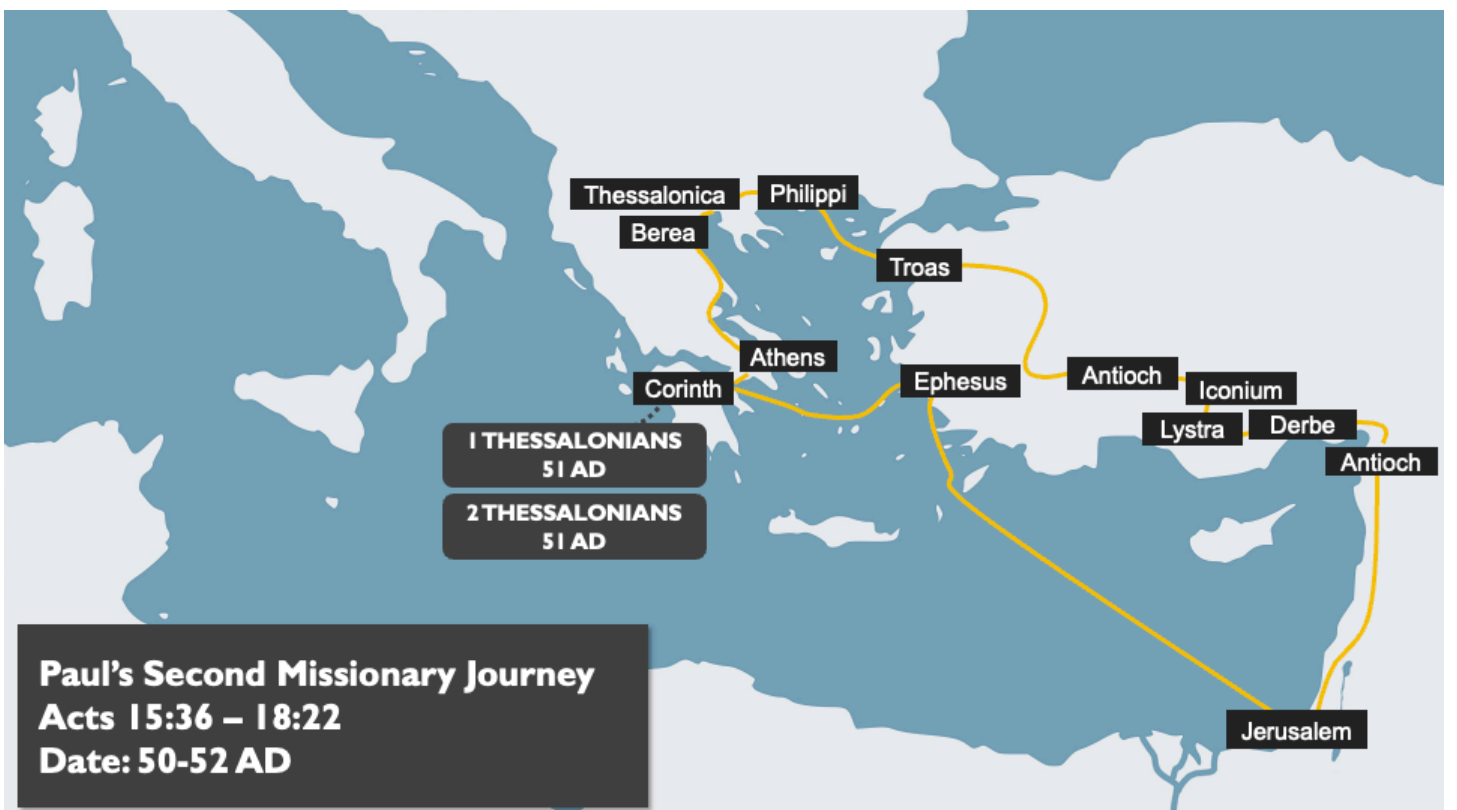 Thessalonica
Philippi
Berea
Troas
Athens
Corinth
Ephesus
Antioch
Iconium
Lystra
Derbe
Antioch
1 THESSALONIANS
51 AD
2 THESSALONIANS
51 AD
Jerusalem
Paul’s Second Missionary Journey
Acts 15:36 – 18:22
Date: 50-52 AD